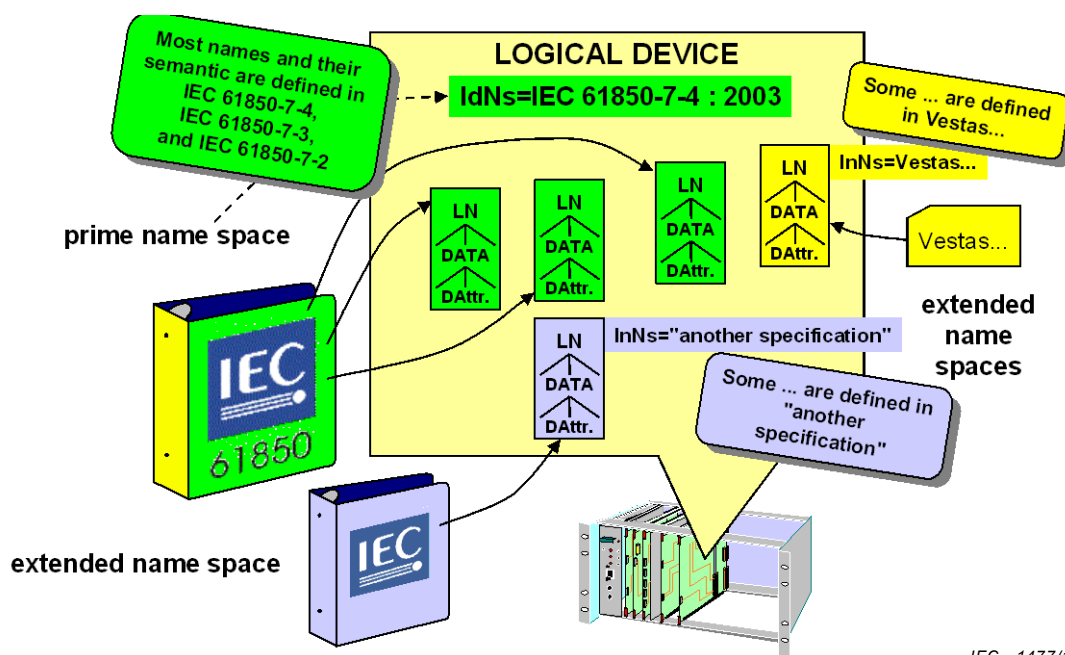 Most names and their
semantic are defined in
IEC 61850-7-4,
IEC 61850-7-3,
and IEC 61850-7-2
LOGICAL DEVICE
IdNs=IEC 61850-7-4 : 2003
Some ... are defined
in Vestas...
InNs=Vestas...
LN
DATA
DAttr.
LN
DATA
DAttr.
LN
DATA
DAttr.
LN
DATA
DAttr.
Vestas...
prime name space
extended
name
spaces
IEC
61850
InNs="another specification"
LN
DATA
DAttr.
Some ... are defined in
"another
specification"
extended name space
IEC